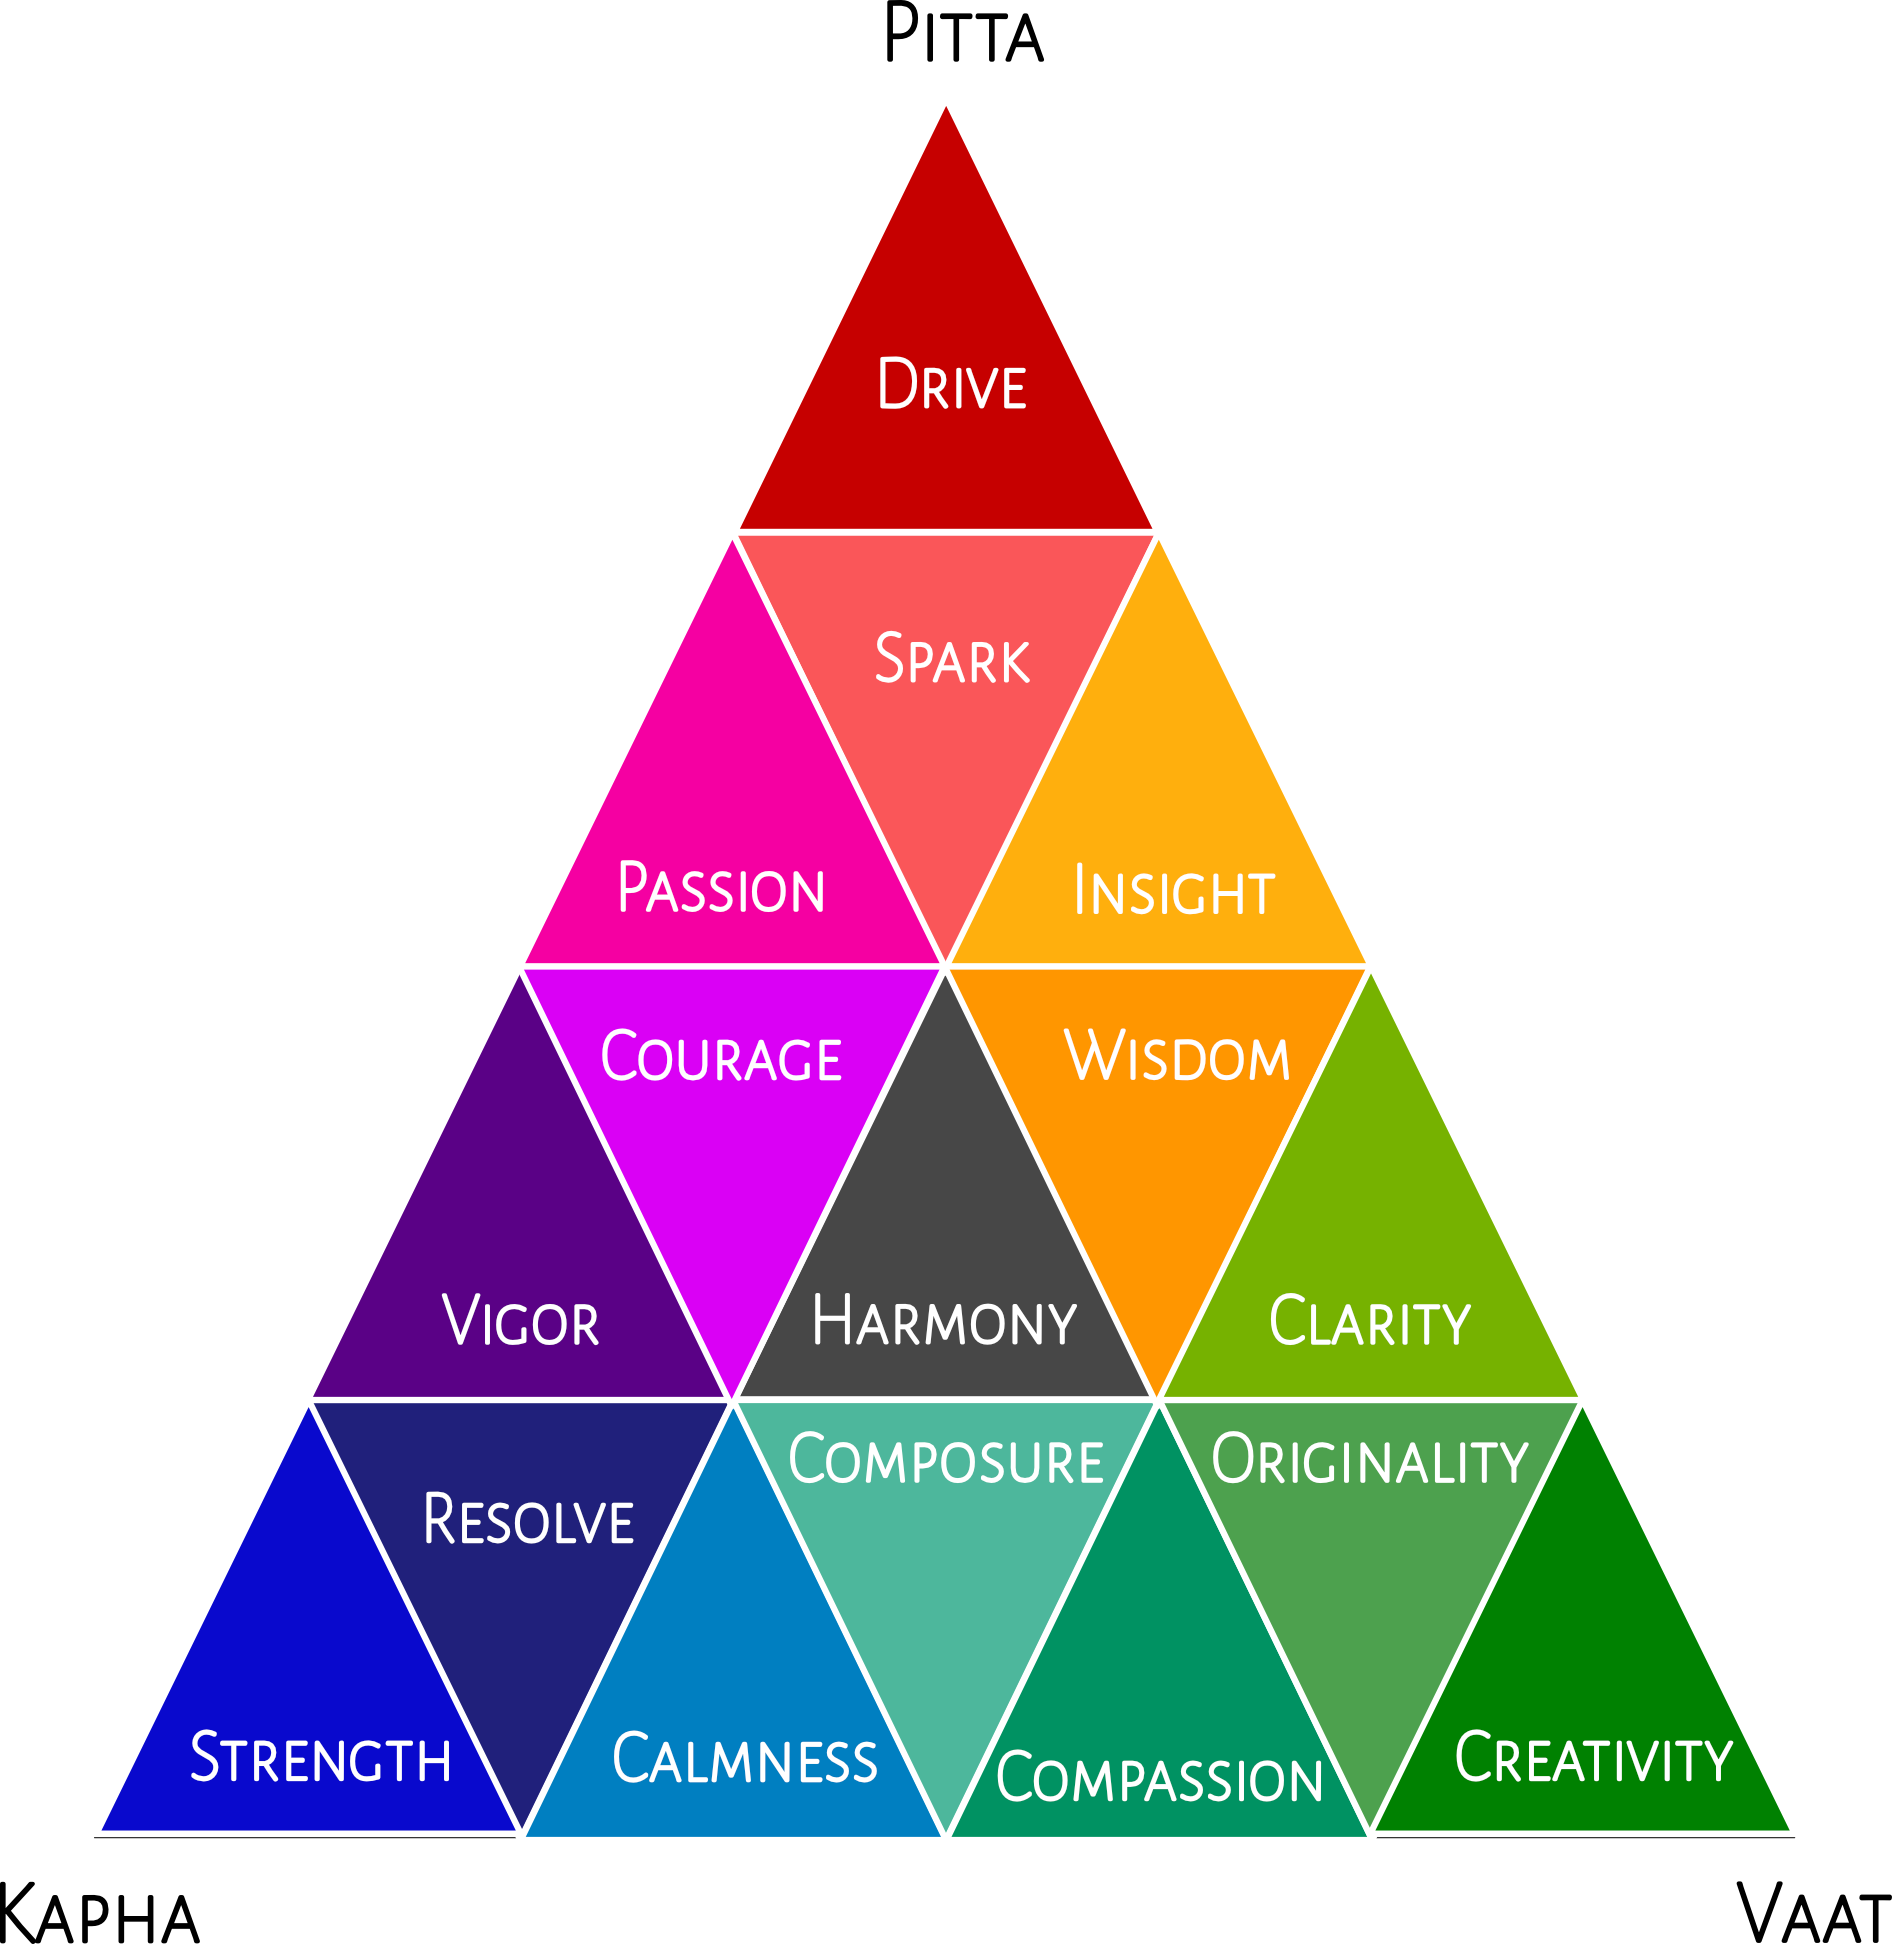 Pitta
Drive
Spark
Passion
Insight
Courage
Wisdom
Vigor
Harmony
Clarity
Composure
Originality
Resolve
Strength
Calmness
Compassion
Creativity
Kapha
Vaat